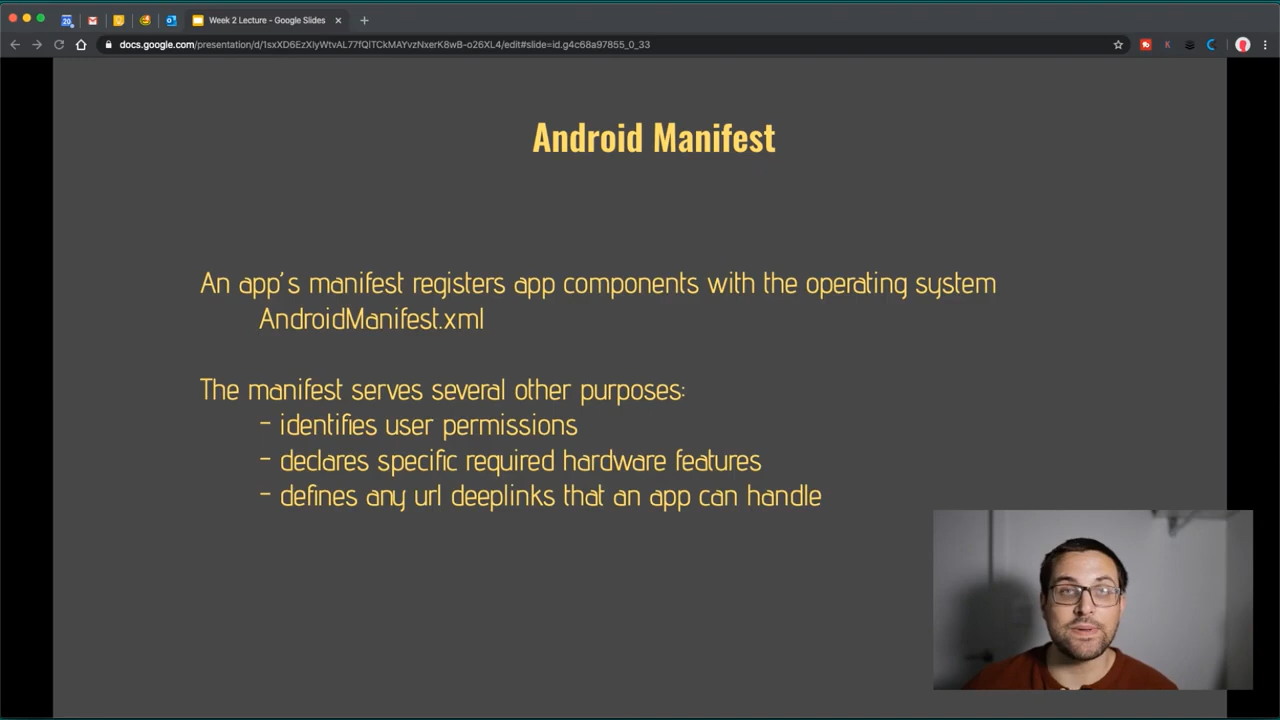 20
Week 2 Lecture - Google Slides
docs.google.com/presentation/d/1sxXD6EzXIyWtvAL77fQITCkMAYvzNxerK8wB-o26XL4/edit#slide=id.g4c68a97855_0_33
K
Android Manifest
An app's manifest registers app components with the operating system
AndroidManifest.xml
The manifest serves several other purposes:
- identifies user permissions
- declares specific required hardware features
- defines any url deeplinks that an app can handle